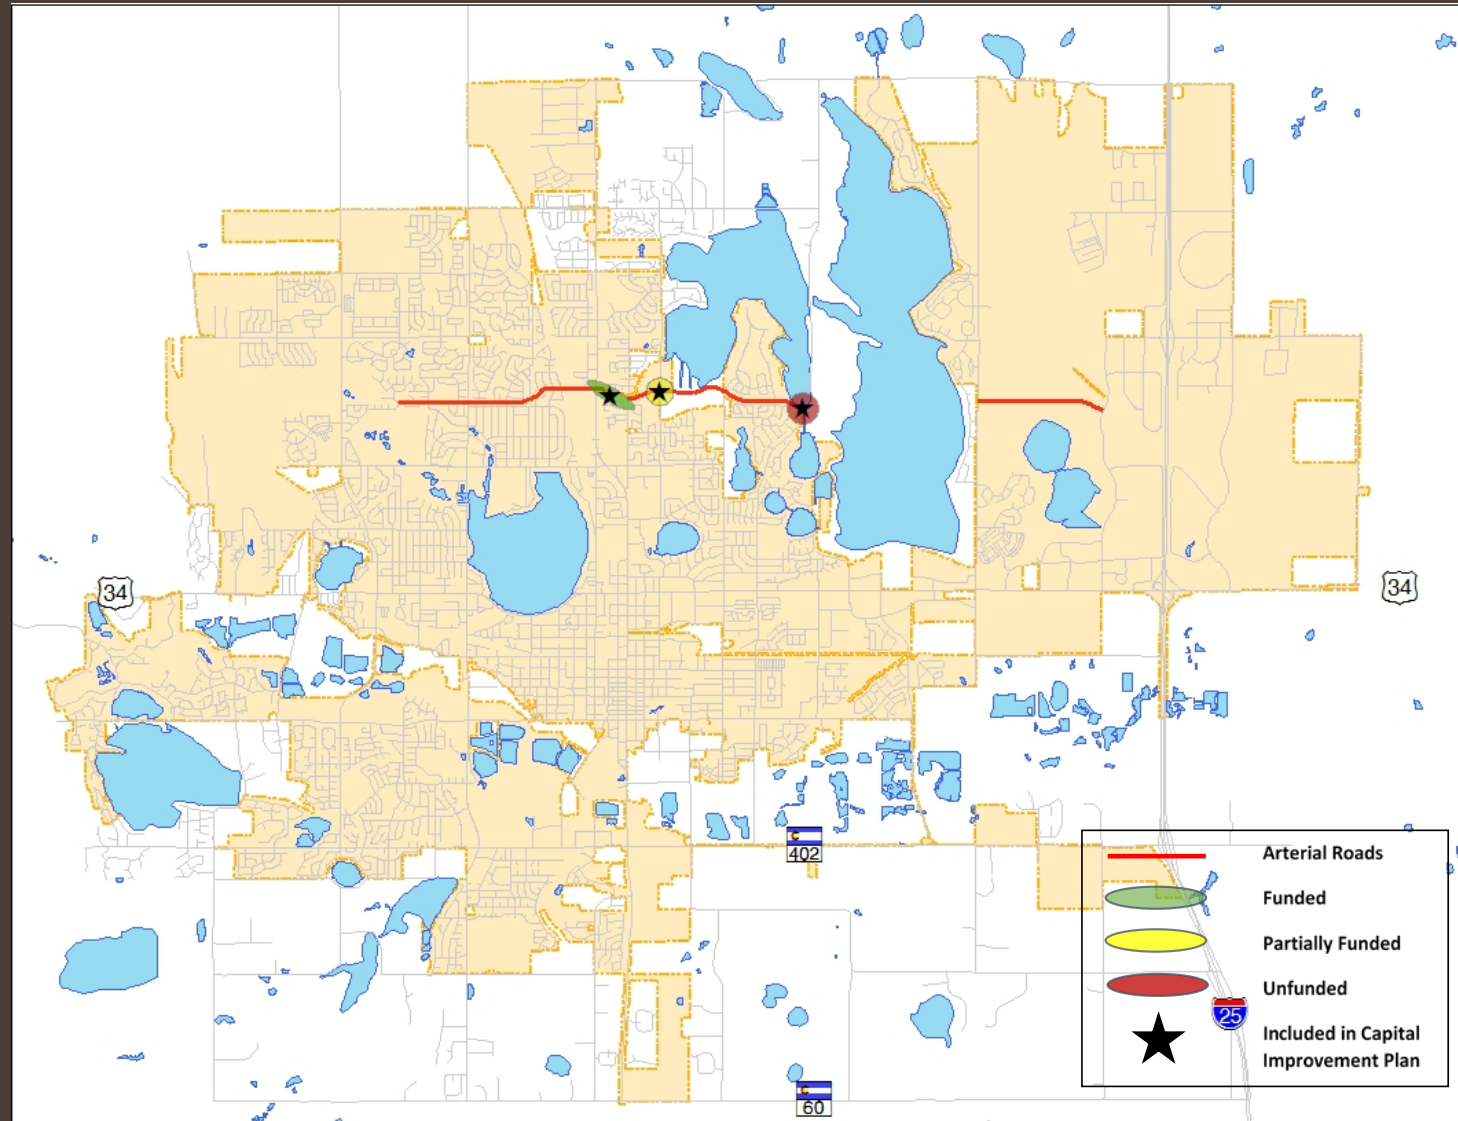 34
34
C
402
Arterial Roads
Funded
Partially Funded
Unfunded
25
Included in Capital
Improvement Plan
C
60